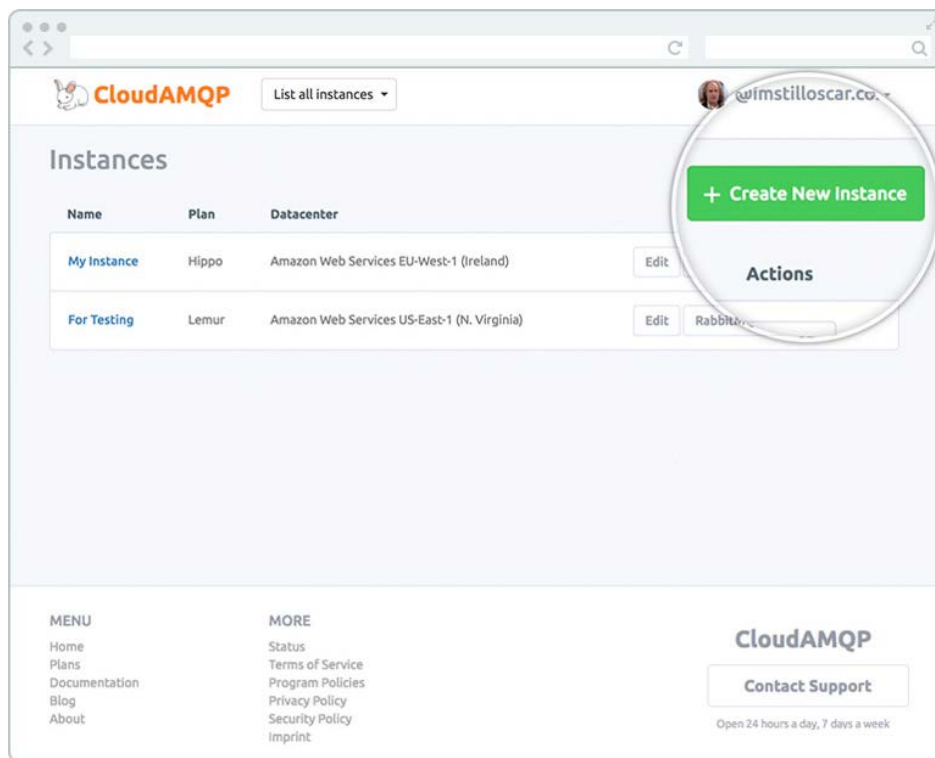 CloudAMQP
List all instances
@imstilloscar.co
Instances
+ Create New Instance
Name Plan Datacenter
Actions
My Instance Hippo Amazon Web Services EU-West-1 (Ireland) Edit
For Testing Lemur Amazon Web Services US-East-1 (N. Virginia) Edit
MENU
Home
Plans
Documentation
Blog
About
MORE
Status
Terms of Service
Program Policies
Privacy Policy
Security Policy
Imprint
CloudAMQP
Contact Support
Open 24 hours a day, 7 days a week